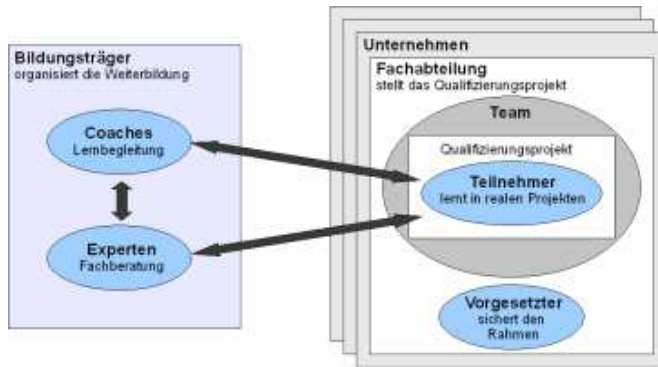 Bildungsträger
organisiert die Weiterbildung
Coaches
Lernbegleitung
Experten
Fachberatung
Unternehmen
Fachabteilung
stellt das Qualifizierungsprojekt
Team
Qualifizierungsprojekt
Teilnehmer
lernt in realen Projekten
Vorgesetzter
sichert den
Rahmen